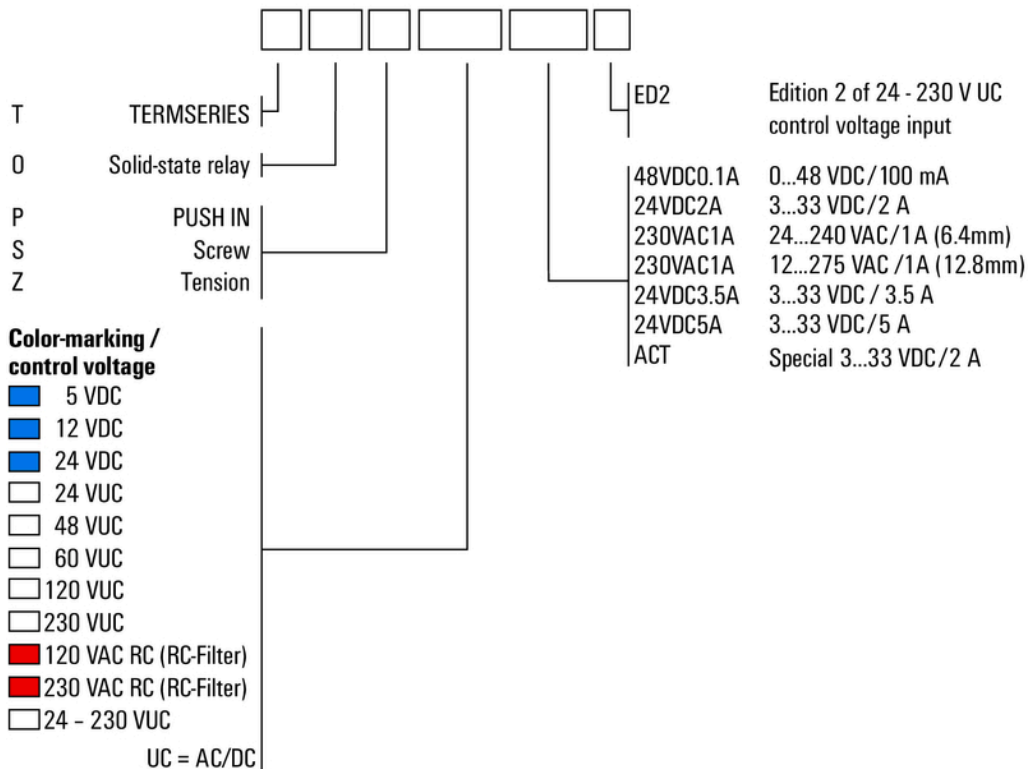 T TERMSERIES
O Solid-state relay
P PUSH IN
S Screw
Z Tension
Color-marking /
control voltage
5 VDC
12 VDC
24 VDC
24 VUC
48 VUC
60 VUC
120 VUC
230 VUC
120 VAC RC (RC-Filter)
230 VAC RC (RC-Filter)
24 – 230 VUC
UC = AC/DC
ED2 Edition 2 of 24 - 230 V UC
control voltage input
48VDC0.1A 0...48 VDC/100 mA
24VDC2A 3...33 VDC/2 A
230VAC1A 24...240 VAC/1A (6.4mm)
230VAC1A 12...275 VAC /1A (12.8mm)
24VDC3.5A 3...33 VDC / 3.5 A
24VDC5A 3...33 VDC/5 A
ACT Special 3...33 VDC/2 A